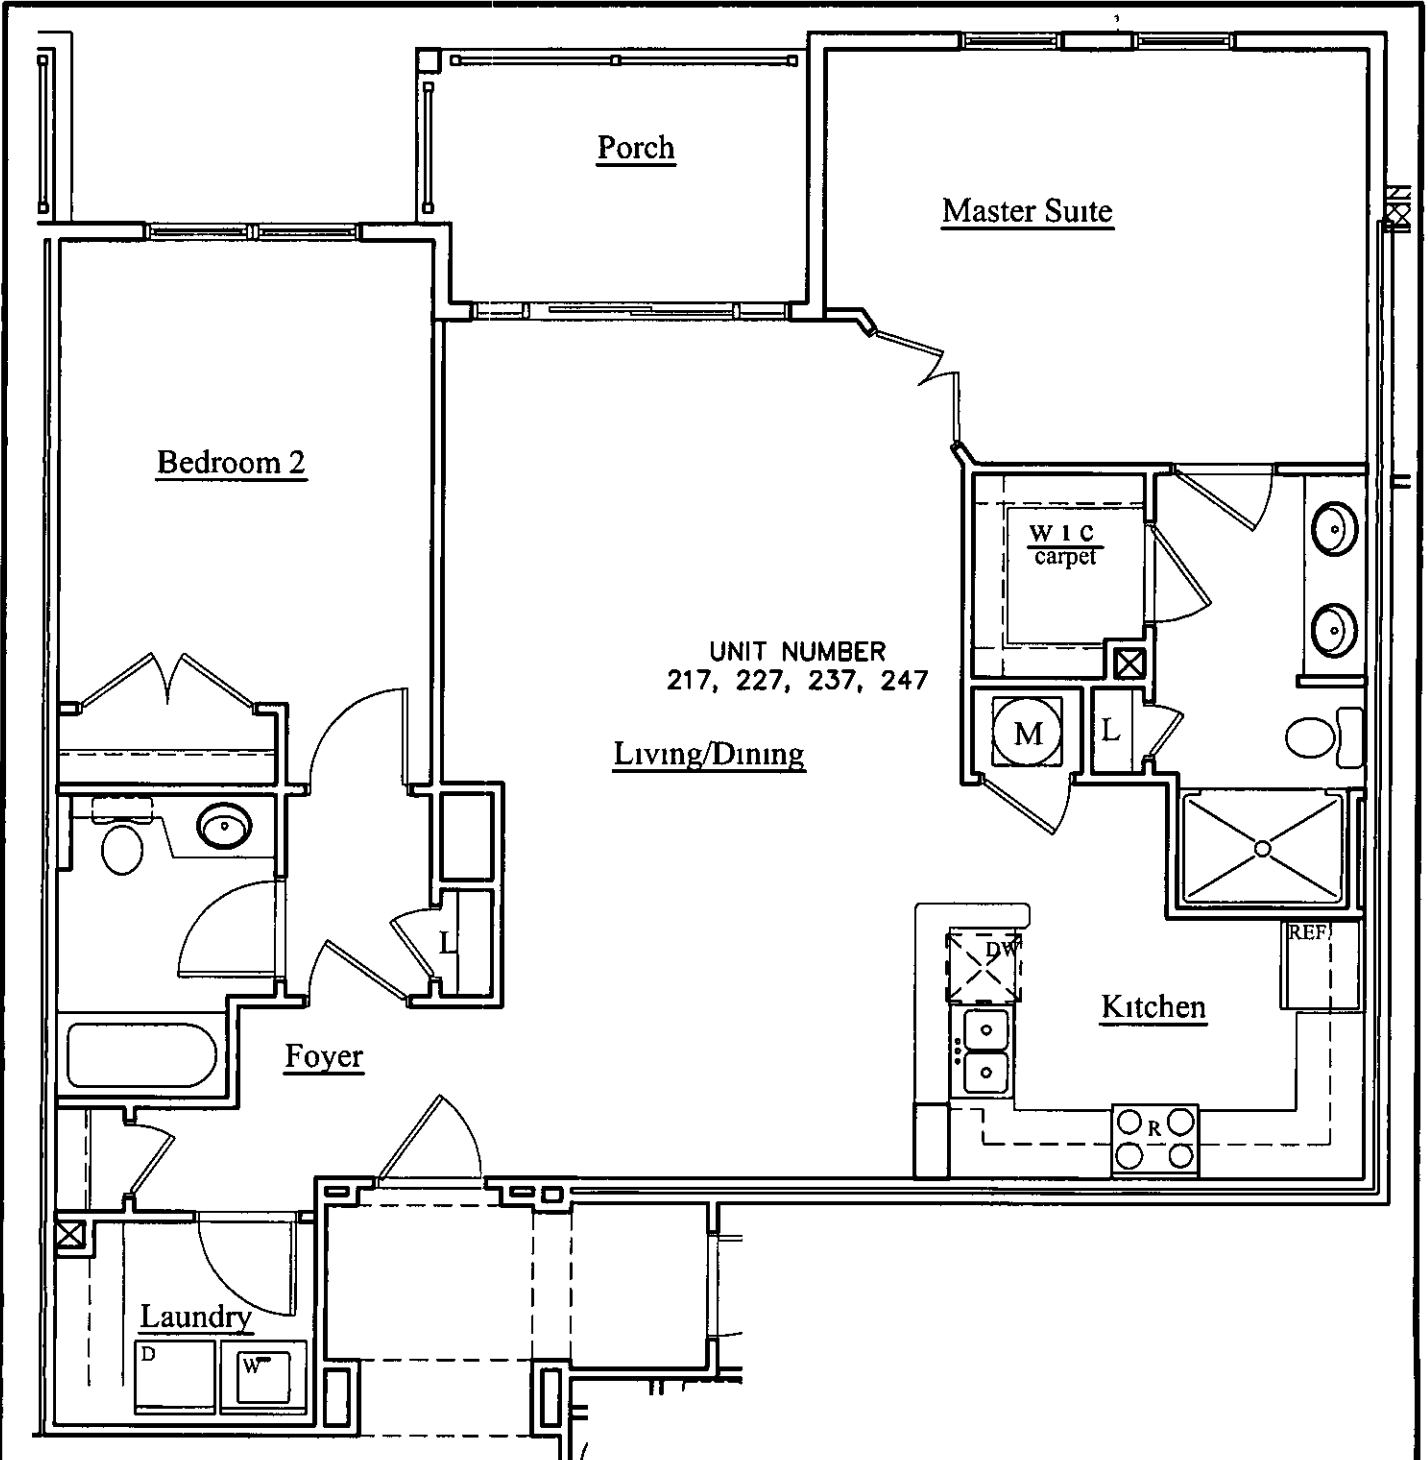 Porch
Master Suite
Bedroom 2
W I C
carpet
UNIT NUMBER
217, 227, 237, 247
Living/Dining
M
L
L
REF
DW
Kitchen
Foyer
R
Laundry
D
W